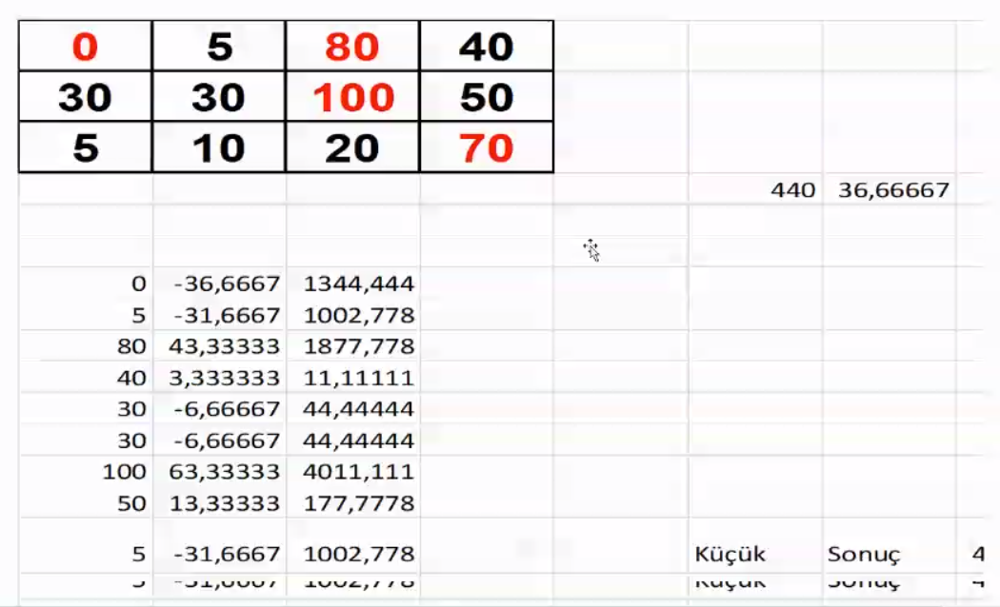 0 5 80 40
30 30 100 50
5 10 20 70
440 36,66667
0 -36,6667 1344,444
5 -31,6667 1002,778
80 43,33333 1877,778
40 3,333333 11,11111
30 -6,66667 44,44444
30 -6,66667 44,44444
100 63,33333 4011,111
50 13,33333 177,7778
5 -31,6667 1002,778 Küçük Sonuç 4